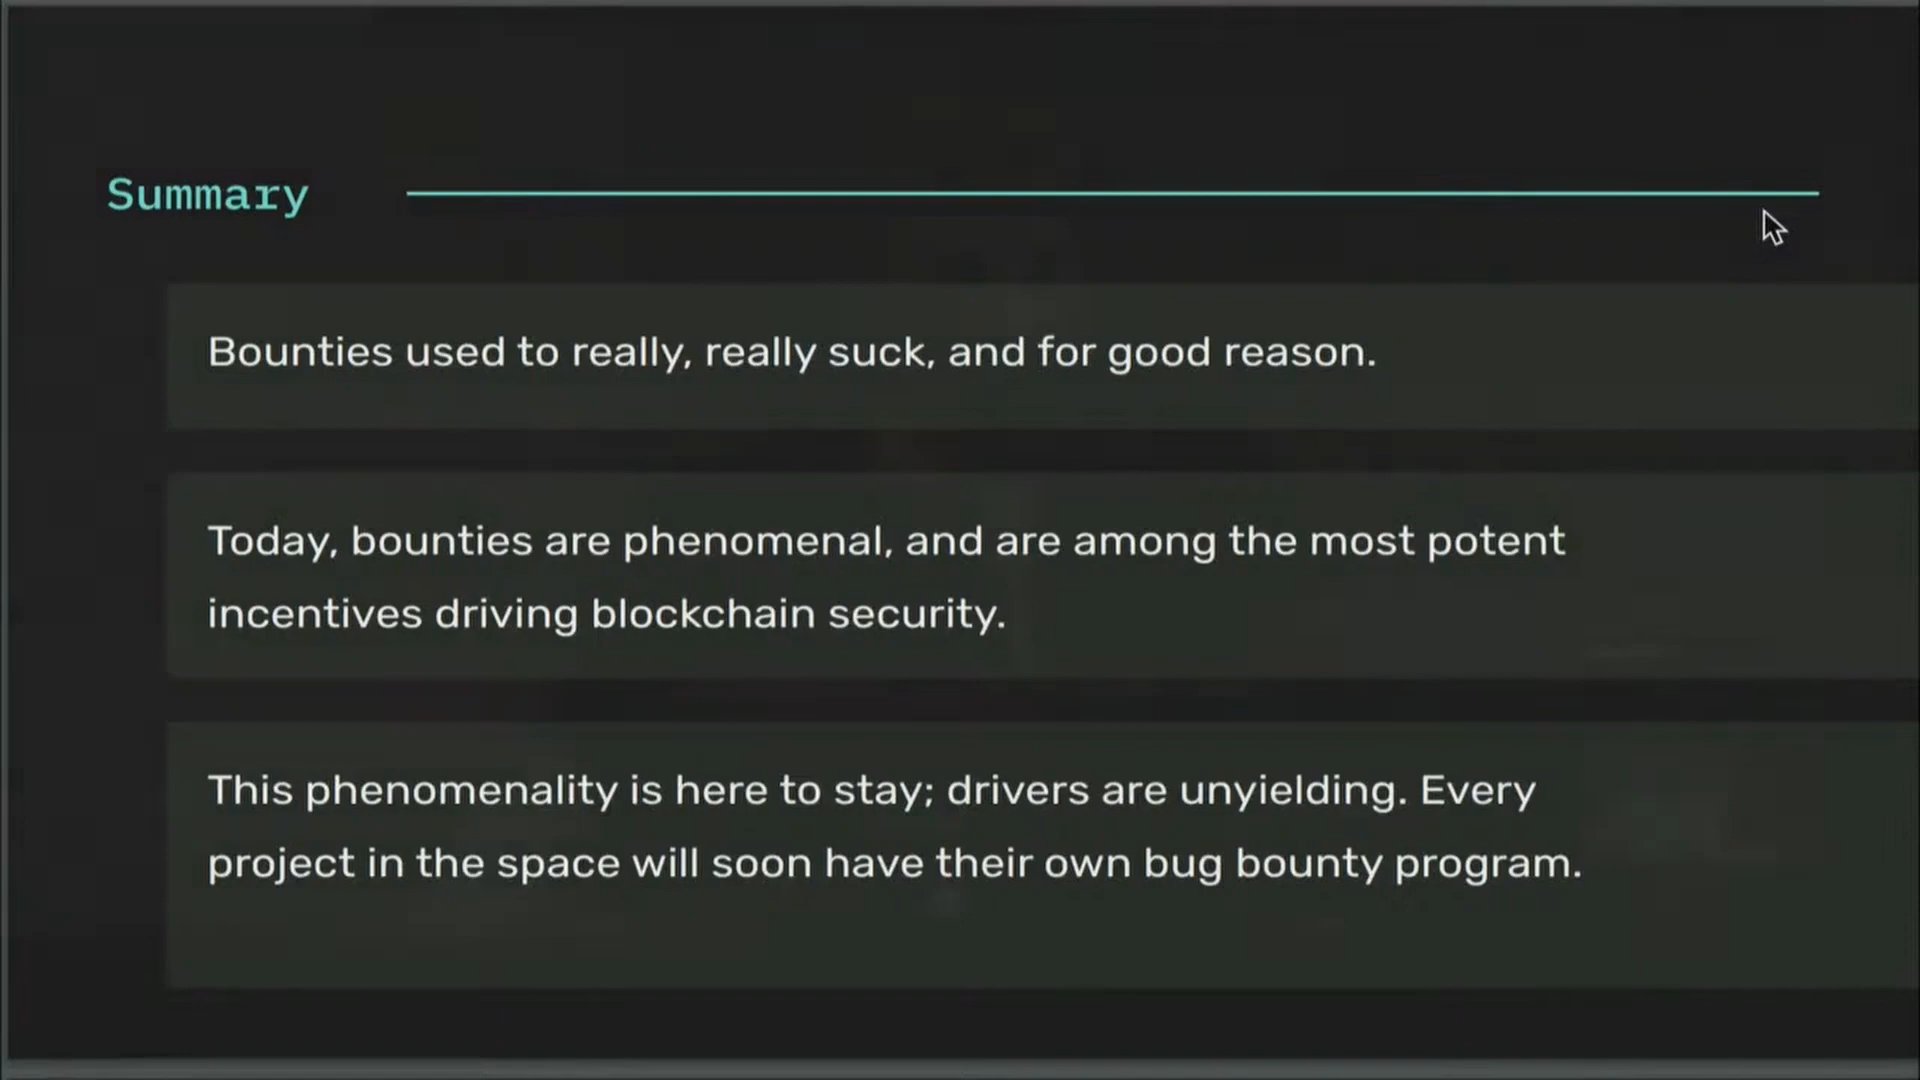 Summary
Bounties used to really, really suck, and for good reason.
Today, bounties are phenomenal, and are among the most potent
incentives driving blockchain security.
This phenomenality is here to stay; drivers are unyielding. Every
project in the space will soon have their own bug bounty program.